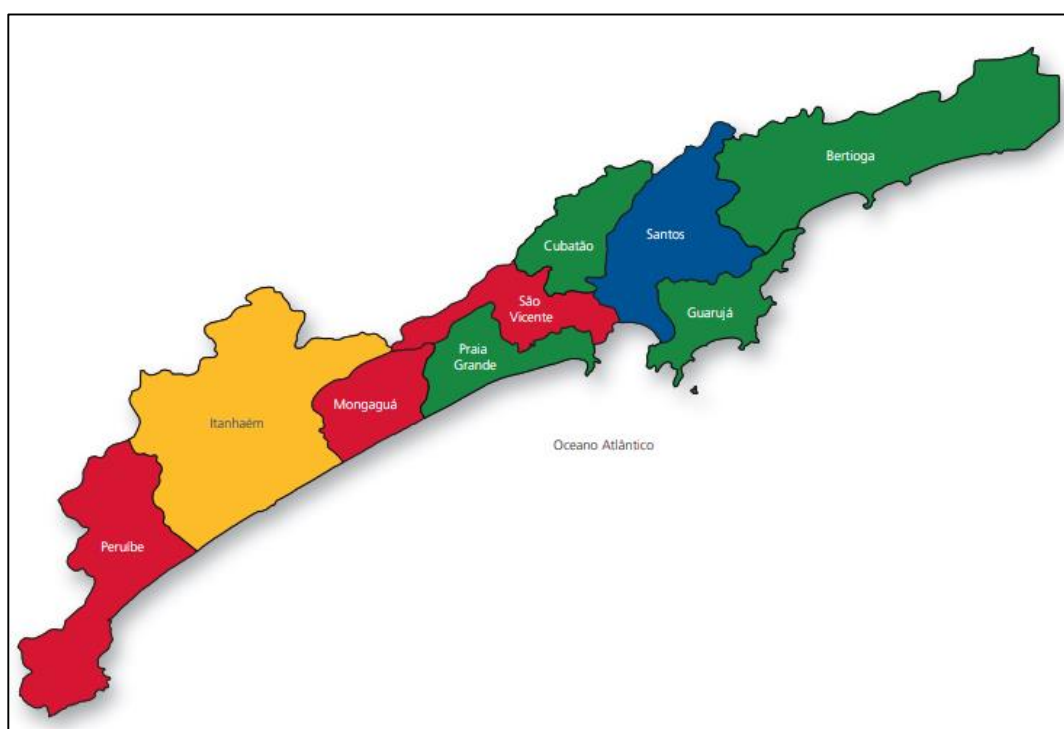 Bertioga
Santos
Cubatão
Guarujá
São
Vicente
Praia
Grande
Mongaguá
Itanhaém
Oceano Atlântico
Peruíbe